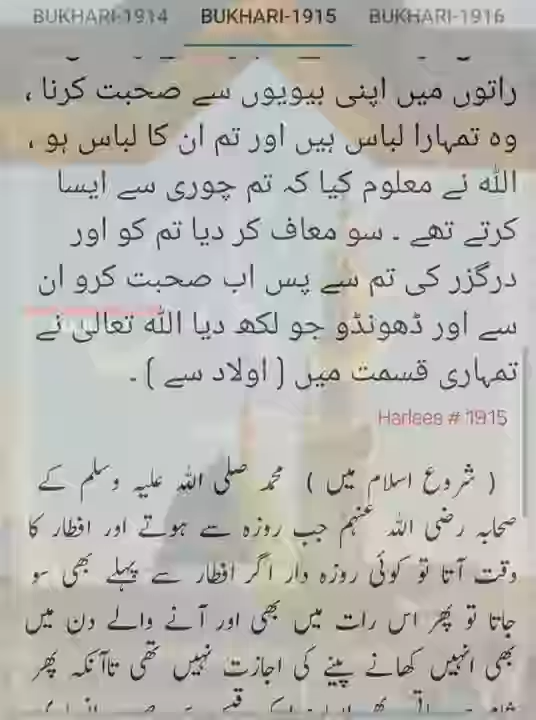 BUKHARI-1914 BUKHARI-1915 BUKHARI-1916
راتوں میں اپنی بیویوں سے صحبت کرنا ،
وہ تمہارا لباس ہیں اور تم ان کا لباس ہو ،
اللہ نے معلوم کیا کہ تم چوری سے ایسا
کرتے تھے ۔ سو معاف کر دیا تم کو اور
درگزر کی تم سے پس اب صحبت کرو ان
سے اور ڈھونڈو جو لکھ دیا اللہ تعالیٰ نے
تمہاری قسمت میں ( اولاد سے ) ۔
Hadees # 1915
( شروع اسلام میں ) محمد صلی اللہ علیہ وسلم کے
صحابہ رضی اللہ عنہم جب روزہ سے ہوتے اور افطار کا
وقت آتا تو کوئی روزہ دار اگر افطار سے پہلے بھی سو
جاتا تو پھر اس رات میں بھی اور آنے والے دن میں
بھی انہیں کھانے پینے کی اجازت نہیں تھی تاآنکہ پھر